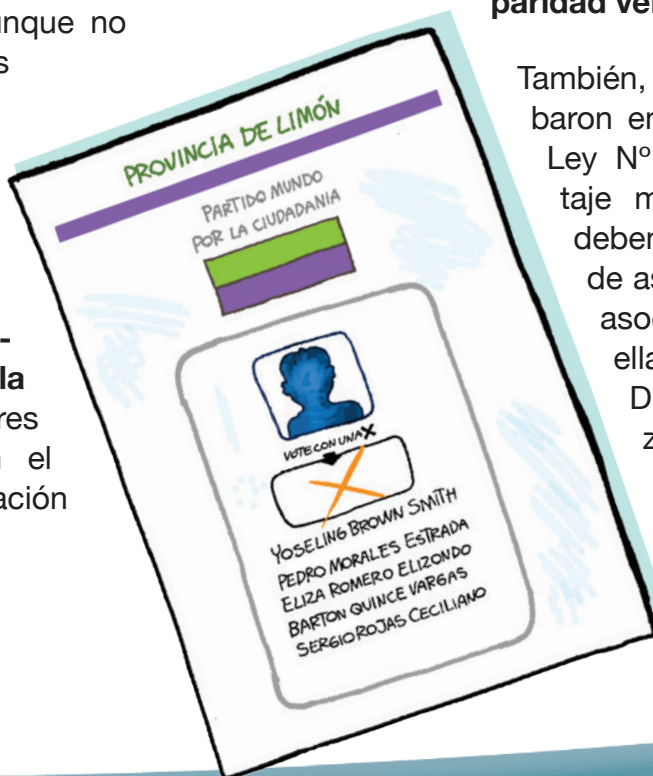 unque no
s
-
la
res
el
ación
paridad ver
También,
baron en
Ley Nº
taje m
deber
de as
asoc
ella
D
z
PROVINCIA DE LIMÓN
PARTIDO MUNDO
POR LA CIUDADANIA
VOTE CON UNA X
YOSELING BROWN SMITH
PEDRO MORALES ESTRADA
ELIZA ROMERO ELIZONDO
BARTON QUINCE VARGAS
SERGIO ROJAS CECILIANO